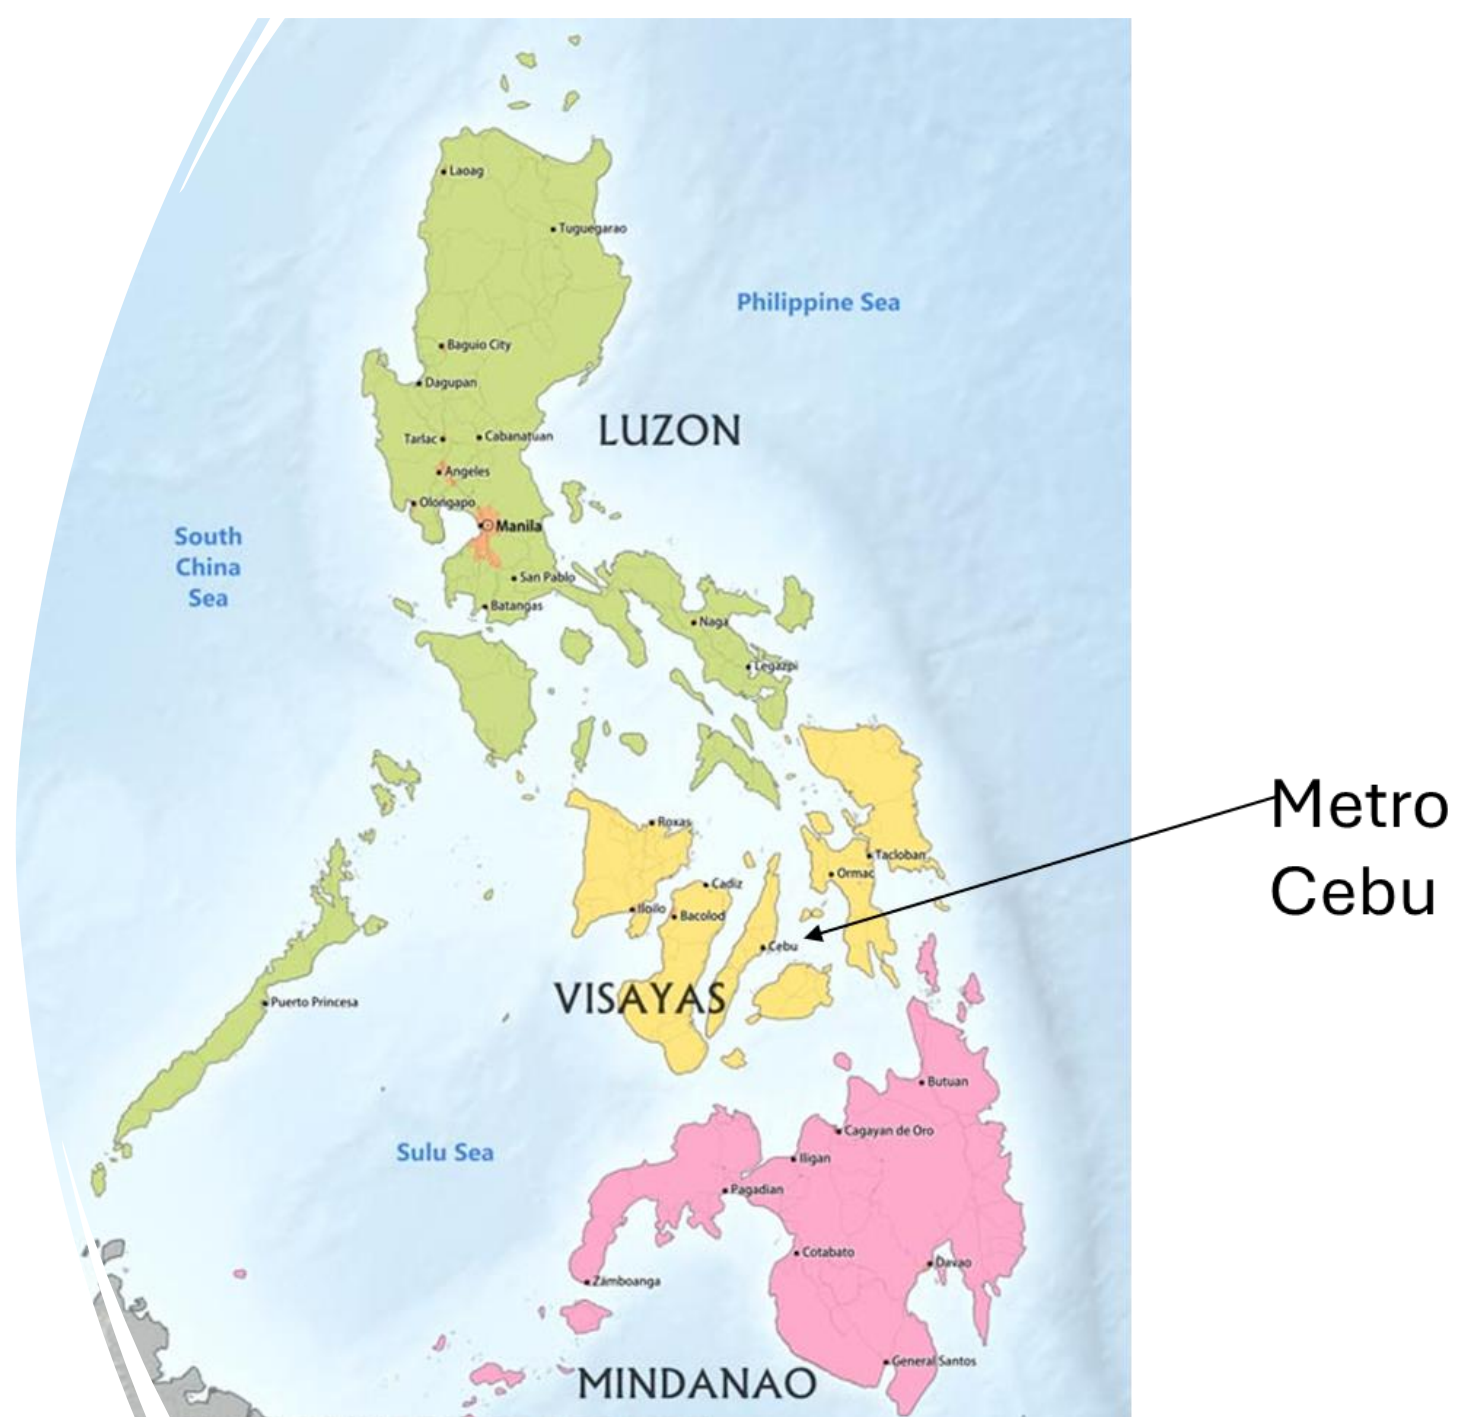 Laoag
Tuguegarao
Philippine Sea
Baguio City
Dagupan
LUZON
Tarlac
Cabanatuan
Angeles
Olongapo
Manila
South
China
Sea
San Pablo
Batangas
Naga
Legazpi
Metro
Cebu
Roxas
Tacloban
Ormac
Cadiz
Iloilo
Bacolod
Cebu
VISAYAS
Puerto Princesa
Butuan
Cagayan de Oro
Sulu Sea
Iligan
Pagadian
Cotabato
Davao
Zamboanga
General Santos
MINDANAO